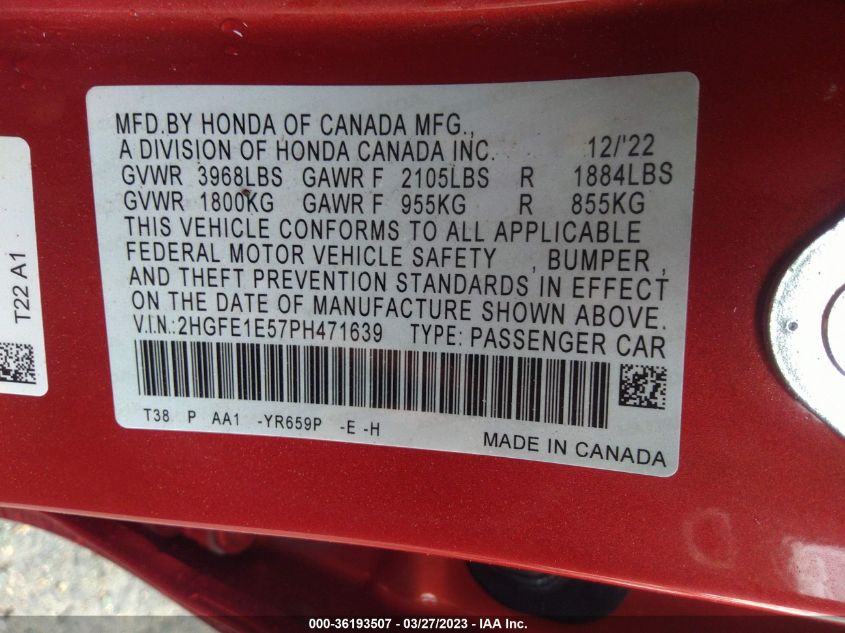 MFD.BY HONDA OF CANADA MFG.,
A DIVISION OF HONDA CANADA INC. 12/'22
GVWR 3968LBS GAWR F 2105LBS R 1884LBS
GVWR 1800KG GAWR F 955KG R 855KG
THIS VEHICLE CONFORMS TO ALL APPLICABLE
FEDERAL MOTOR VEHICLE SAFETY , BUMPER ,
AND THEFT PREVENTION STANDARDS IN EFFECT
ON THE DATE OF MANUFACTURE SHOWN ABOVE.
V.I.N.:2HGFE1E57PH471639 TYPE: PASSENGER CAR
T38 P AA1 -YR659P -E -H
MADE IN CANADA
T22 A1
000-36193507 - 03/27/2023 - IAA Inc.